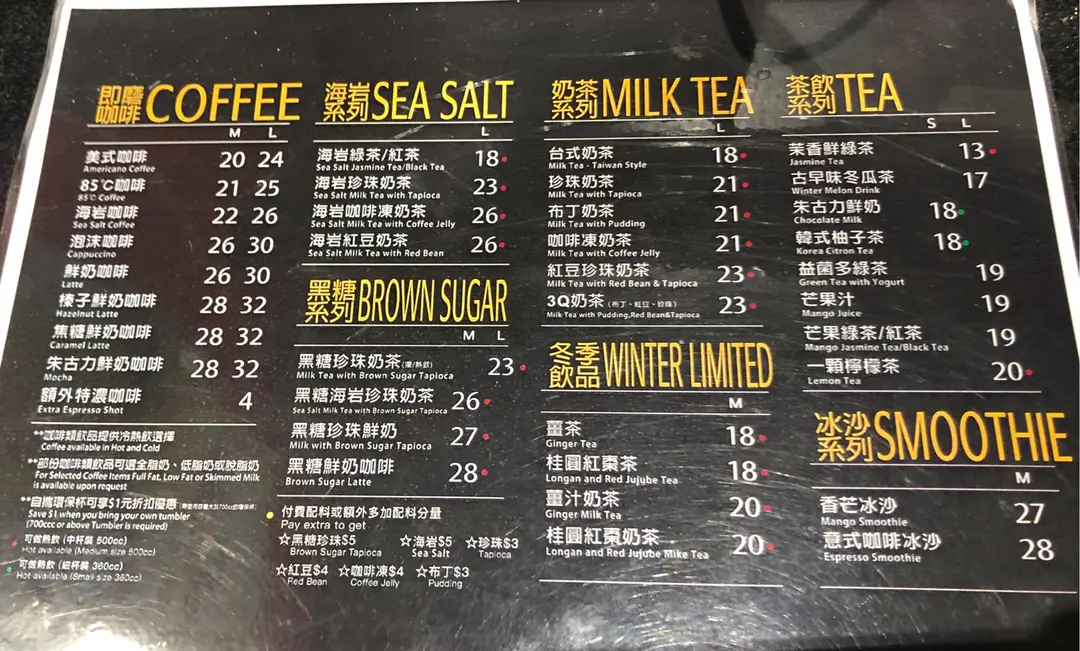 即磨咖啡 COFFEE
M L
美式咖啡 20 24
Americano Coffee
85℃咖啡 21 25
85℃ Coffee
海岩咖啡 22 26
Sea Salt Coffee
泡沫咖啡 26 30
Cappuccino
鮮奶咖啡 26 30
Latte
榛子鮮奶咖啡 28 32
Hazelnut Latte
焦糖鮮奶咖啡 28 32
Caramel Latte
朱古力鮮奶咖啡 28 32
Mocha
額外特濃咖啡 4
Extra Espresso Shot
**咖啡類飲品提供冷熱飲選擇
Coffee available in Hot and Cold
**部份咖啡類飲品可選全脂奶、低脂奶或脫脂奶
For Selected Coffee Items Full Fat, Low Fat or Skimmed Milk
is available upon request
**自攜環保杯可享$1元折扣優惠
Save $1 when you bring your own tumbler
(700ccc or above Tumbler is required)
可做熱飲 (中杯裝 500cc)
Hot available (Medium size 500cc)
可做熱飲 (細杯裝 360cc)
Hot available (Small size 360cc)
海岩系列 SEA SALT
L
海岩綠茶/紅茶 18
Sea Salt Jasmine Tea/Black Tea
海岩珍珠奶茶 23
Sea Salt Milk Tea with Tapioca
海岩咖啡凍奶茶 26
Sea Salt Milk Tea with Coffee Jelly
海岩紅豆奶茶 26
Sea Salt Milk Tea with Red Bean
黑糖系列 BROWN SUGAR
M L
黑糖珍珠奶茶 23
Milk Tea with Brown Sugar Tapioca
黑糖海岩珍珠奶茶 26
Sea Salt Milk Tea with Brown Sugar Tapioca
黑糖珍珠鮮奶 27
Milk with Brown Sugar Tapioca
黑糖鮮奶咖啡 28
Brown Sugar Latte
付費配料或額外多加配料分量
Pay extra to get
☆黑糖珍珠$5 ☆海岩$5 ☆珍珠$3
Brown Sugar Tapioca Sea Salt Tapioca
☆紅豆$4 ☆咖啡凍$4 ☆布丁$3
Red Bean Coffee Jelly Pudding
奶茶系列 MILK TEA
L
台式奶茶 18
Milk Tea - Taiwan Style
珍珠奶茶 21
Milk Tea with Tapioca
布丁奶茶 21
Milk Tea with Pudding
咖啡凍奶茶 21
Milk Tea with Coffee Jelly
紅豆珍珠奶茶 23
Milk Tea with Red Bean & Tapioca
3Q奶茶 (布丁、紅豆、珍珠) 23
Milk Tea with Pudding,Red Bean&Tapioca
冬季飲品 WINTER LIMITED
M
薑茶 18
Ginger Tea
桂圓紅棗茶 18
Longan and Red Jujube Tea
薑汁奶茶 20
Ginger Milk Tea
桂圓紅棗奶茶 20
Longan and Red Jujube Mike Tea
茶飲系列 TEA
S L
茉香鮮綠茶 13
Jasmine Tea
古早味冬瓜茶 17
Winter Melon Drink
朱古力鮮奶 18
Chocolate Milk
韓式柚子茶 18
Korea Citron Tea
益菌多綠茶 19
Green Tea with Yogurt
芒果汁 19
Mango Juice
芒果綠茶/紅茶 19
Mango Jasmine Tea/Black Tea
一顆檸檬茶 20
Lemon Tea
冰沙系列 SMOOTHIE
M
香芒冰沙 27
Mango Smoothie
意式咖啡冰沙 28
Espresso Smoothie